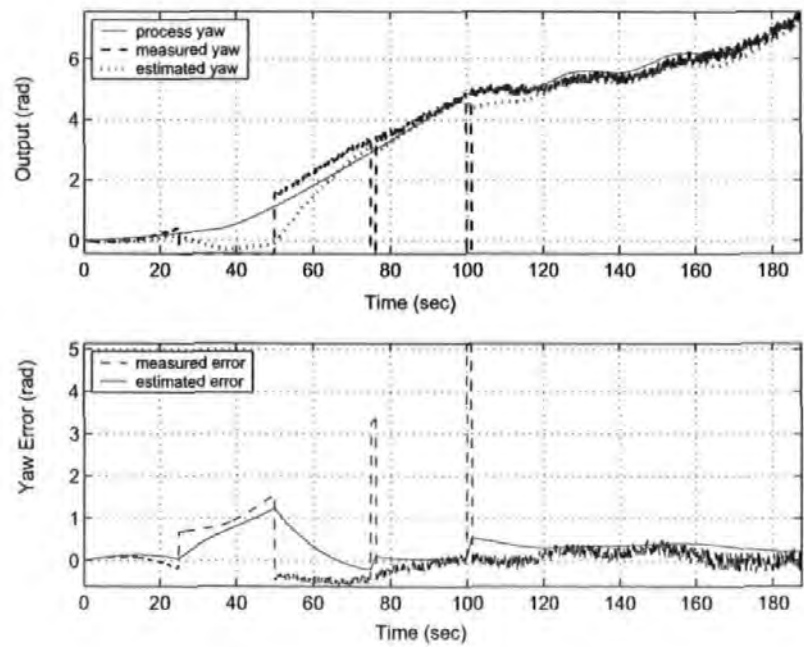 6
4
2
0
Output (rad)
process yaw
measured yaw
estimated yaw
0 20 40 60 80 100 120 140 160 180
Time (sec)
5
4
3
2
1
0
Yaw Error (rad)
measured error
estimated error
0 20 40 60 80 100 120 140 160 180
Time (sec)